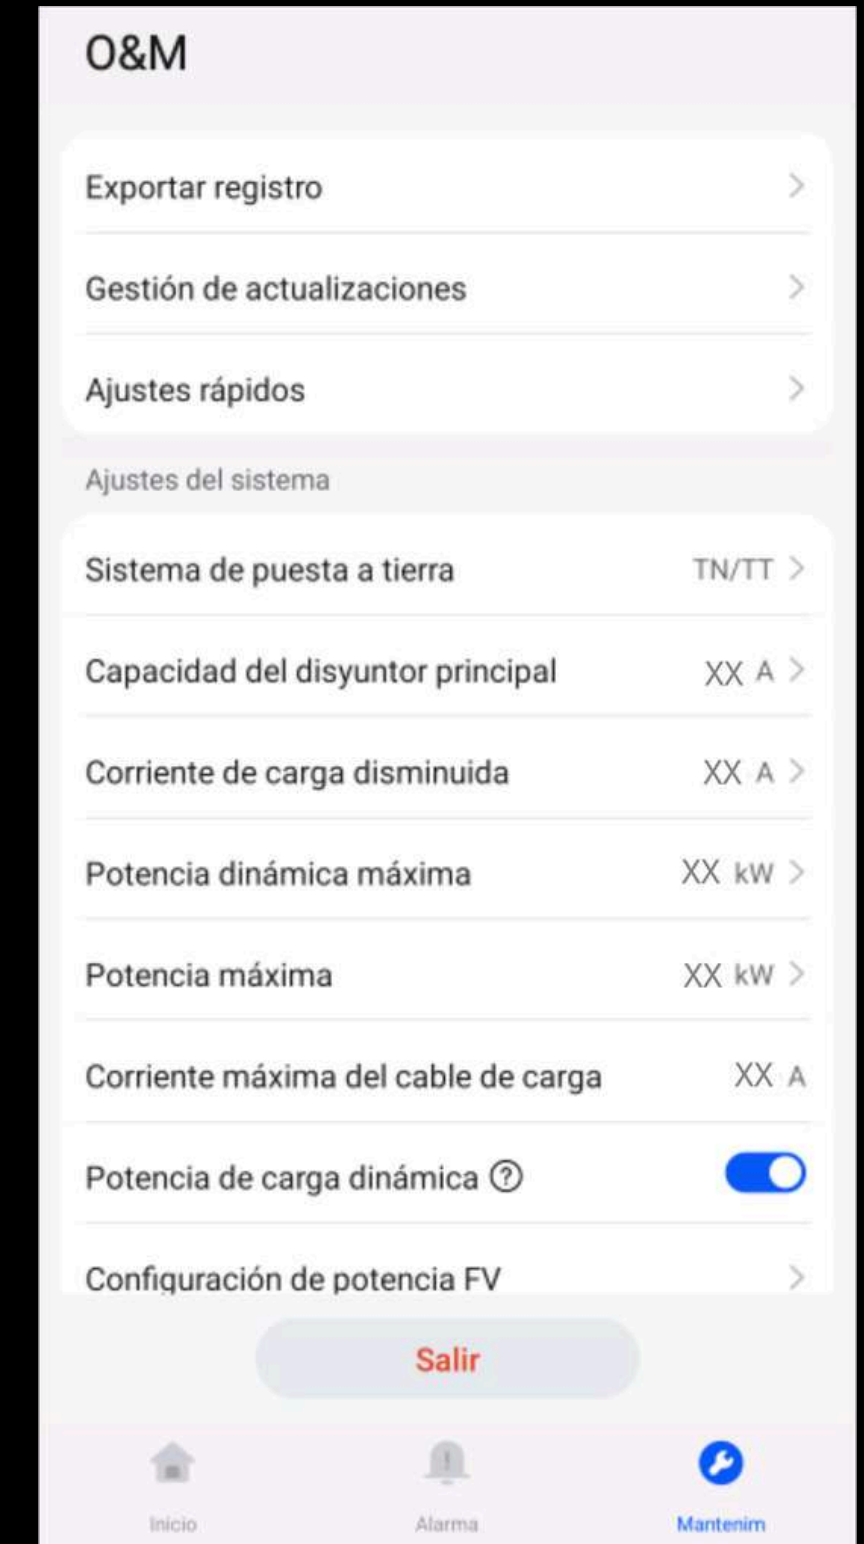 O&M
Exportar registro
Gestión de actualizaciones
Ajustes rápidos
Ajustes del sistema
Sistema de puesta a tierra TN/TT
Capacidad del disyuntor principal XX A
Corriente de carga disminuida XX A
Potencia dinámica máxima XX kW
Potencia máxima XX kW
Corriente máxima del cable de carga XX A
Potencia de carga dinámica ?
Configuración de potencia FV
Salir
Inicio Alarma Mantenim